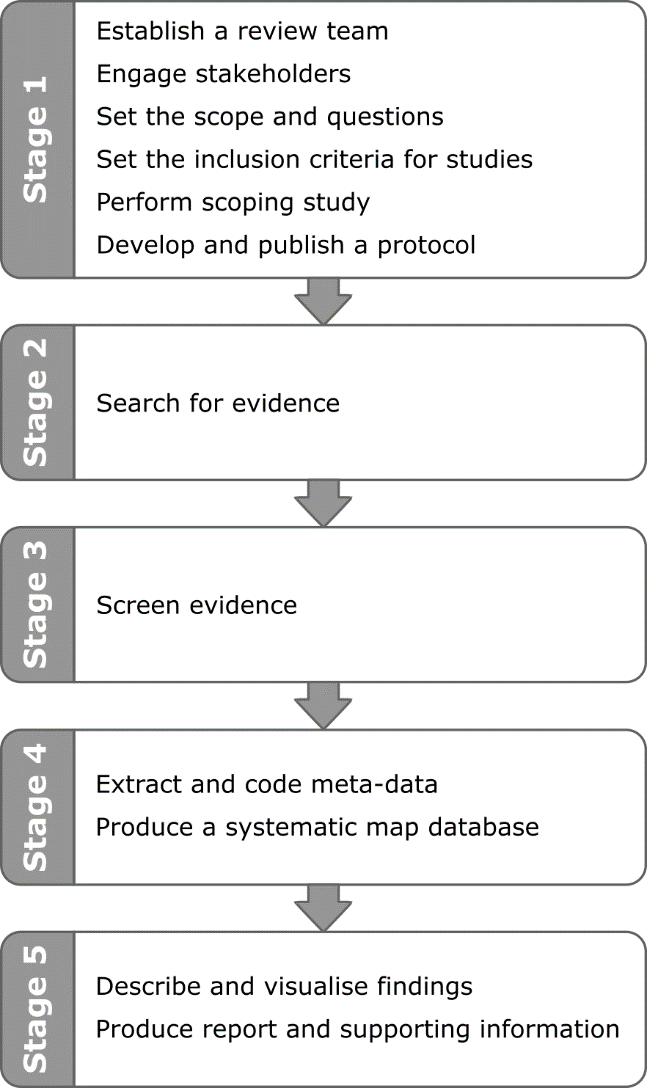 Stage 1
Establish a review team
Engage stakeholders
Set the scope and questions
Set the inclusion criteria for studies
Perform scoping study
Develop and publish a protocol
Stage 2
Search for evidence
Stage 3
Screen evidence
Stage 4
Extract and code meta-data
Produce a systematic map database
Stage 5
Describe and visualise findings
Produce report and supporting information